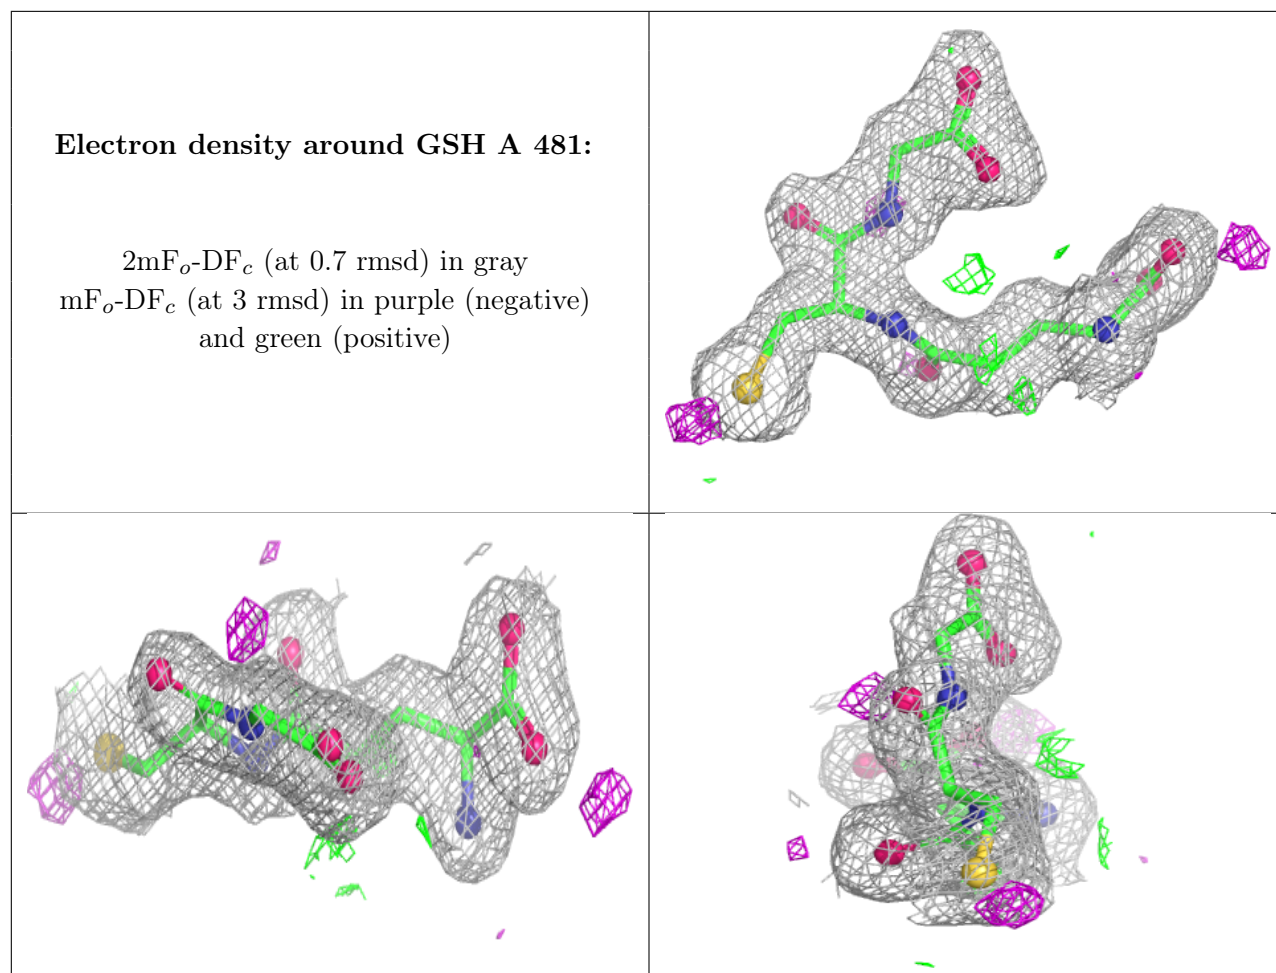 Electron density around GSH A 481:
2mFₒ-DF𝒸 (at 0.7 rmsd) in gray
mFₒ-DF𝒸 (at 3 rmsd) in purple (negative)
and green (positive)